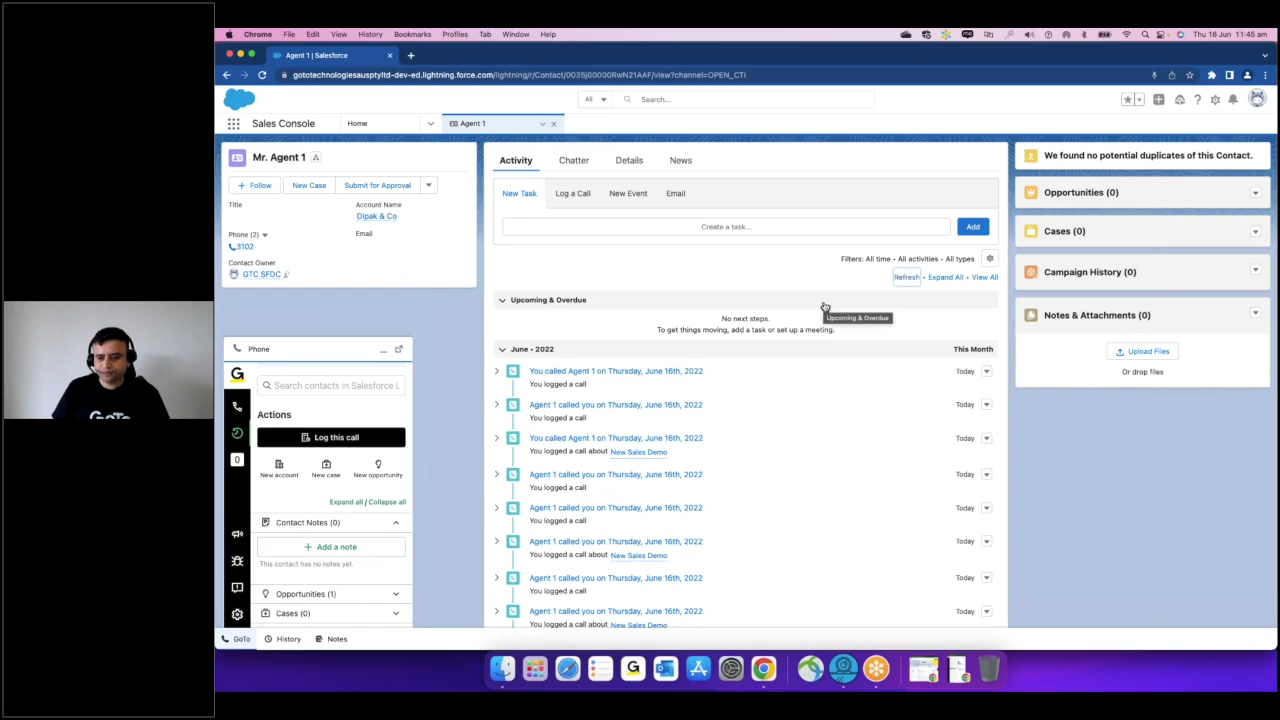 Chrome File Edit View History Bookmarks Profiles Tab Window Help Thu 16 Jun 11:45 am
Agent 1 | Salesforce
gototechnologiesausptyltd-dev-ed.lightning.force.com/lightning/r/Contact/0035j00000RwN21AAF/view?channel=OPEN_CTI
All Search...
Sales Console Home Agent 1
Mr. Agent 1
Follow New Case Submit for Approval
Title Account Name
Dipak & Co
Phone (2) Email
3102
Contact Owner
GTC SFDC
Activity Chatter Details News
New Task Log a Call New Event Email
Create a task... Add
Filters: All time • All activities • All types
Refresh • Expand All • View All
Upcoming & Overdue
Upcoming & Overdue
No next steps.
To get things moving, add a task or set up a meeting.
June • 2022 This Month
You called Agent 1 on Thursday, June 16th, 2022 Today
You logged a call
Agent 1 called you on Thursday, June 16th, 2022 Today
You logged a call
You called Agent 1 on Thursday, June 16th, 2022 Today
You logged a call about New Sales Demo
Agent 1 called you on Thursday, June 16th, 2022 Today
You logged a call
Agent 1 called you on Thursday, June 16th, 2022 Today
You logged a call
Agent 1 called you on Thursday, June 16th, 2022 Today
You logged a call about New Sales Demo
Agent 1 called you on Thursday, June 16th, 2022 Today
You logged a call
Agent 1 called you on Thursday, June 16th, 2022 Today
You logged a call about New Sales Demo
We found no potential duplicates of this Contact.
Opportunities (0)
Cases (0)
Campaign History (0)
Notes & Attachments (0)
Upload Files
Or drop files
Phone
G
Search contacts in Salesforce
Actions
Log this call
0
New account New case New opportunity
Expand all / Collapse all
Contact Notes (0)
+ Add a note
This contact has no notes yet.
Opportunities (1)
Cases (0)
GoTo History Notes
G
GoTo